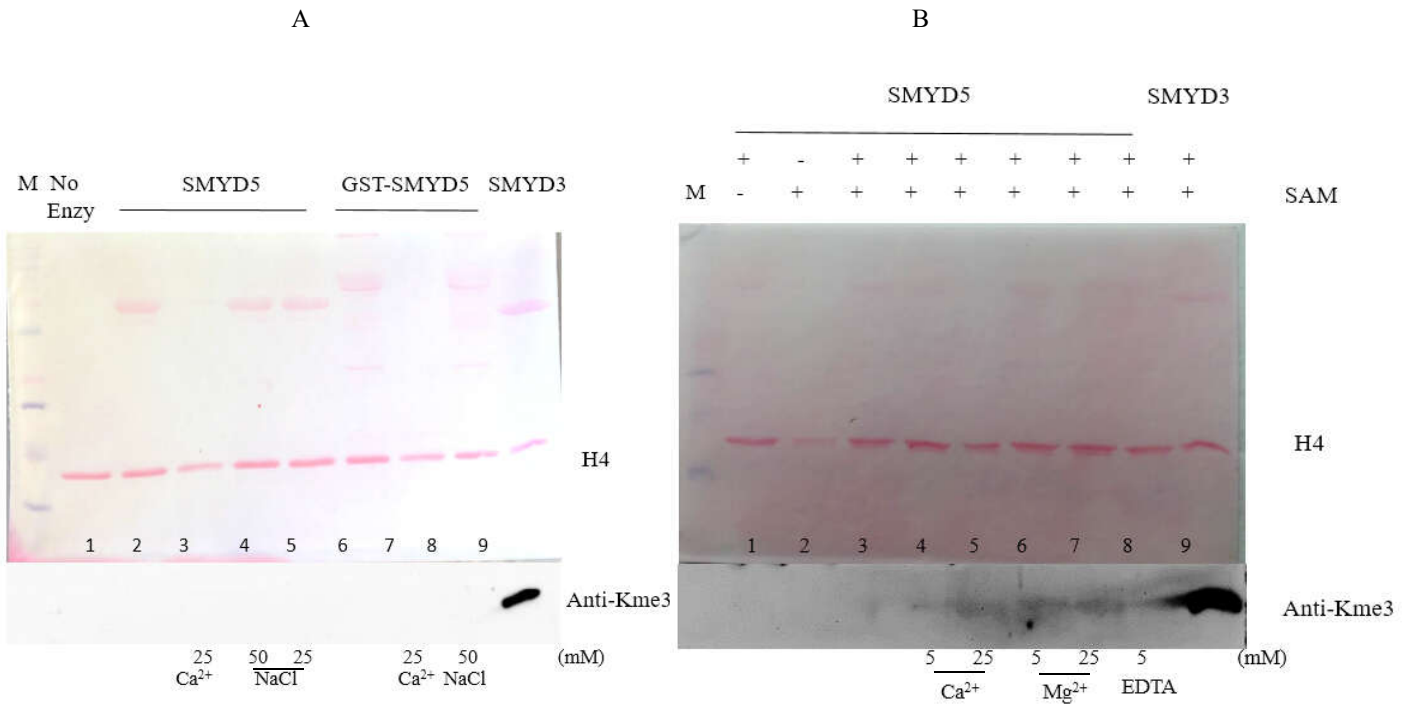 A
B
SMYD5 SMYD3
+ - + + + + + + +
M - + + + + + + + + SAM
M No Enzy SMYD5 GST-SMYD5 SMYD3
H4
H4
1 2 3 4 5 6 7 8 9
1 2 3 4 5 6 7 8 9
Anti-Kme3
Anti-Kme3
25 50 25 25 50 (mM)
Ca²⁺ NaCl Ca²⁺ NaCl
5 25 5 25 5 (mM)
Ca²⁺ Mg²⁺ EDTA